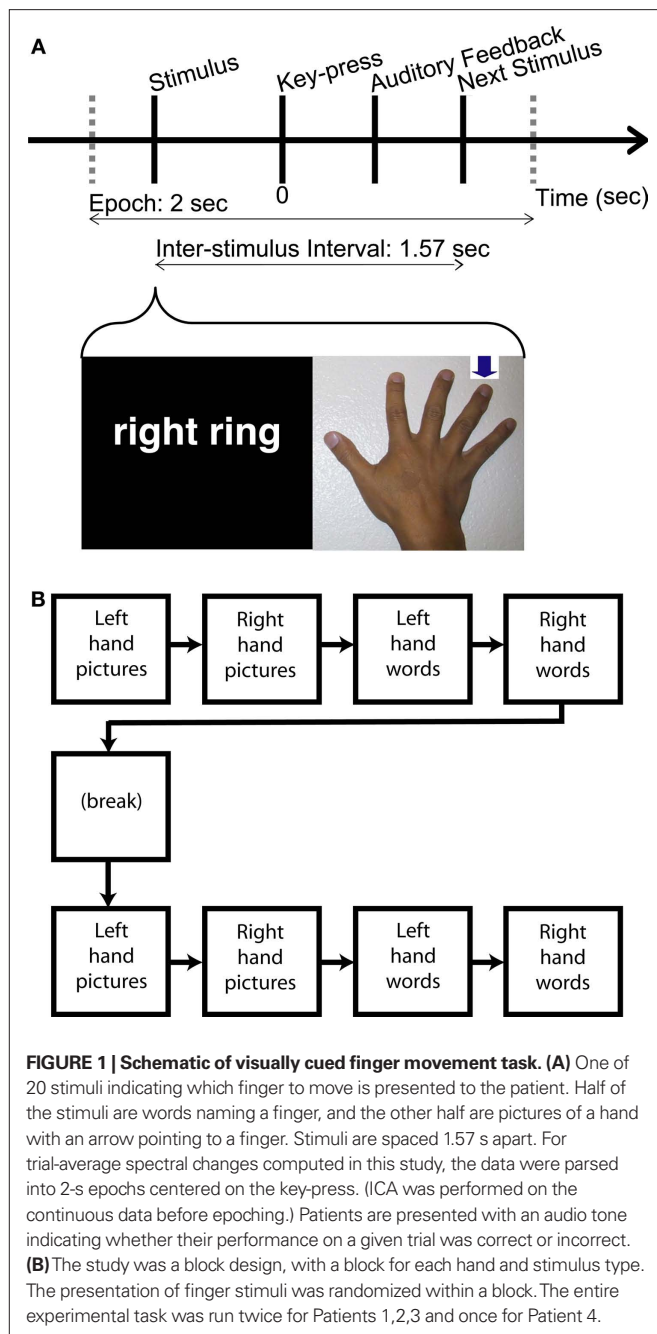 A
Stimulus
Key-press
Auditory Feedback
Next Stimulus
0
Time (sec)
Epoch: 2 sec
Inter-stimulus Interval: 1.57 sec
right ring
B
Left
hand
pictures
Right
hand
pictures
Left
hand
words
Right
hand
words
(break)
Left
hand
pictures
Right
hand
pictures
Left
hand
words
Right
hand
words
FIGURE 1 | Schematic of visually cued finger movement task. (A) One of
20 stimuli indicating which finger to move is presented to the patient. Half of
the stimuli are words naming a finger, and the other half are pictures of a hand
with an arrow pointing to a finger. Stimuli are spaced 1.57 s apart. For
trial-average spectral changes computed in this study, the data were parsed
into 2-s epochs centered on the key-press. (ICA was performed on the
continuous data before epoching.) Patients are presented with an audio tone
indicating whether their performance on a given trial was correct or incorrect.
(B) The study was a block design, with a block for each hand and stimulus type.
The presentation of finger stimuli was randomized within a block. The entire
experimental task was run twice for Patients 1,2,3 and once for Patient 4.